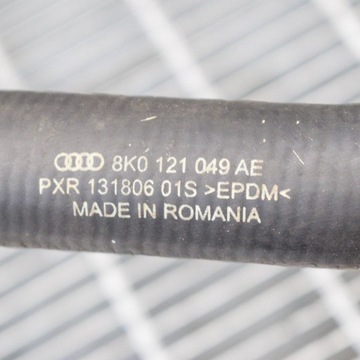 8K0 121 049 AE
PXR 131806 01S >EPDM<
MADE IN ROMANIA